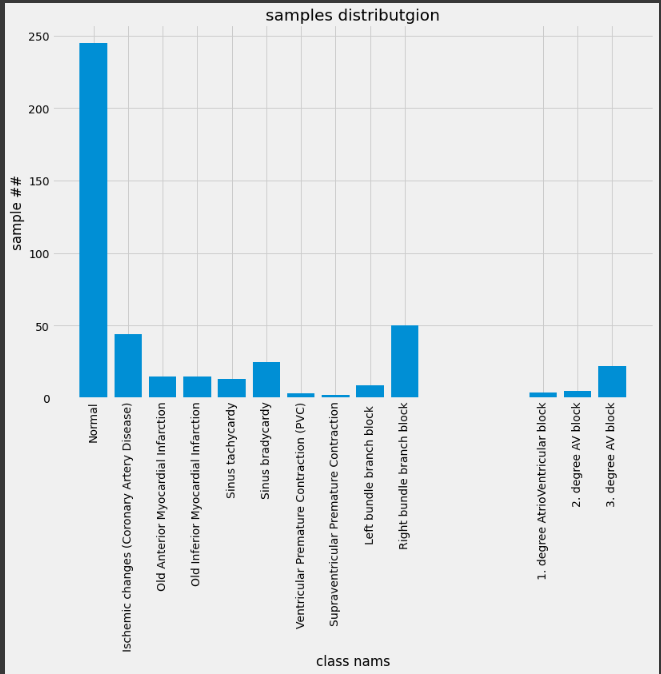 samples distributgion
sample ##
250
200
150
100
50
0
Normal
Ischemic changes (Coronary Artery Disease)
Old Anterior Myocardial Infarction
Old Inferior Myocardial Infarction
Sinus tachycardy
Sinus bradycardy
Ventricular Premature Contraction (PVC)
Supraventricular Premature Contraction
Left bundle branch block
Right bundle branch block
1. degree AtrioVentricular block
2. degree AV block
3. degree AV block
class nams